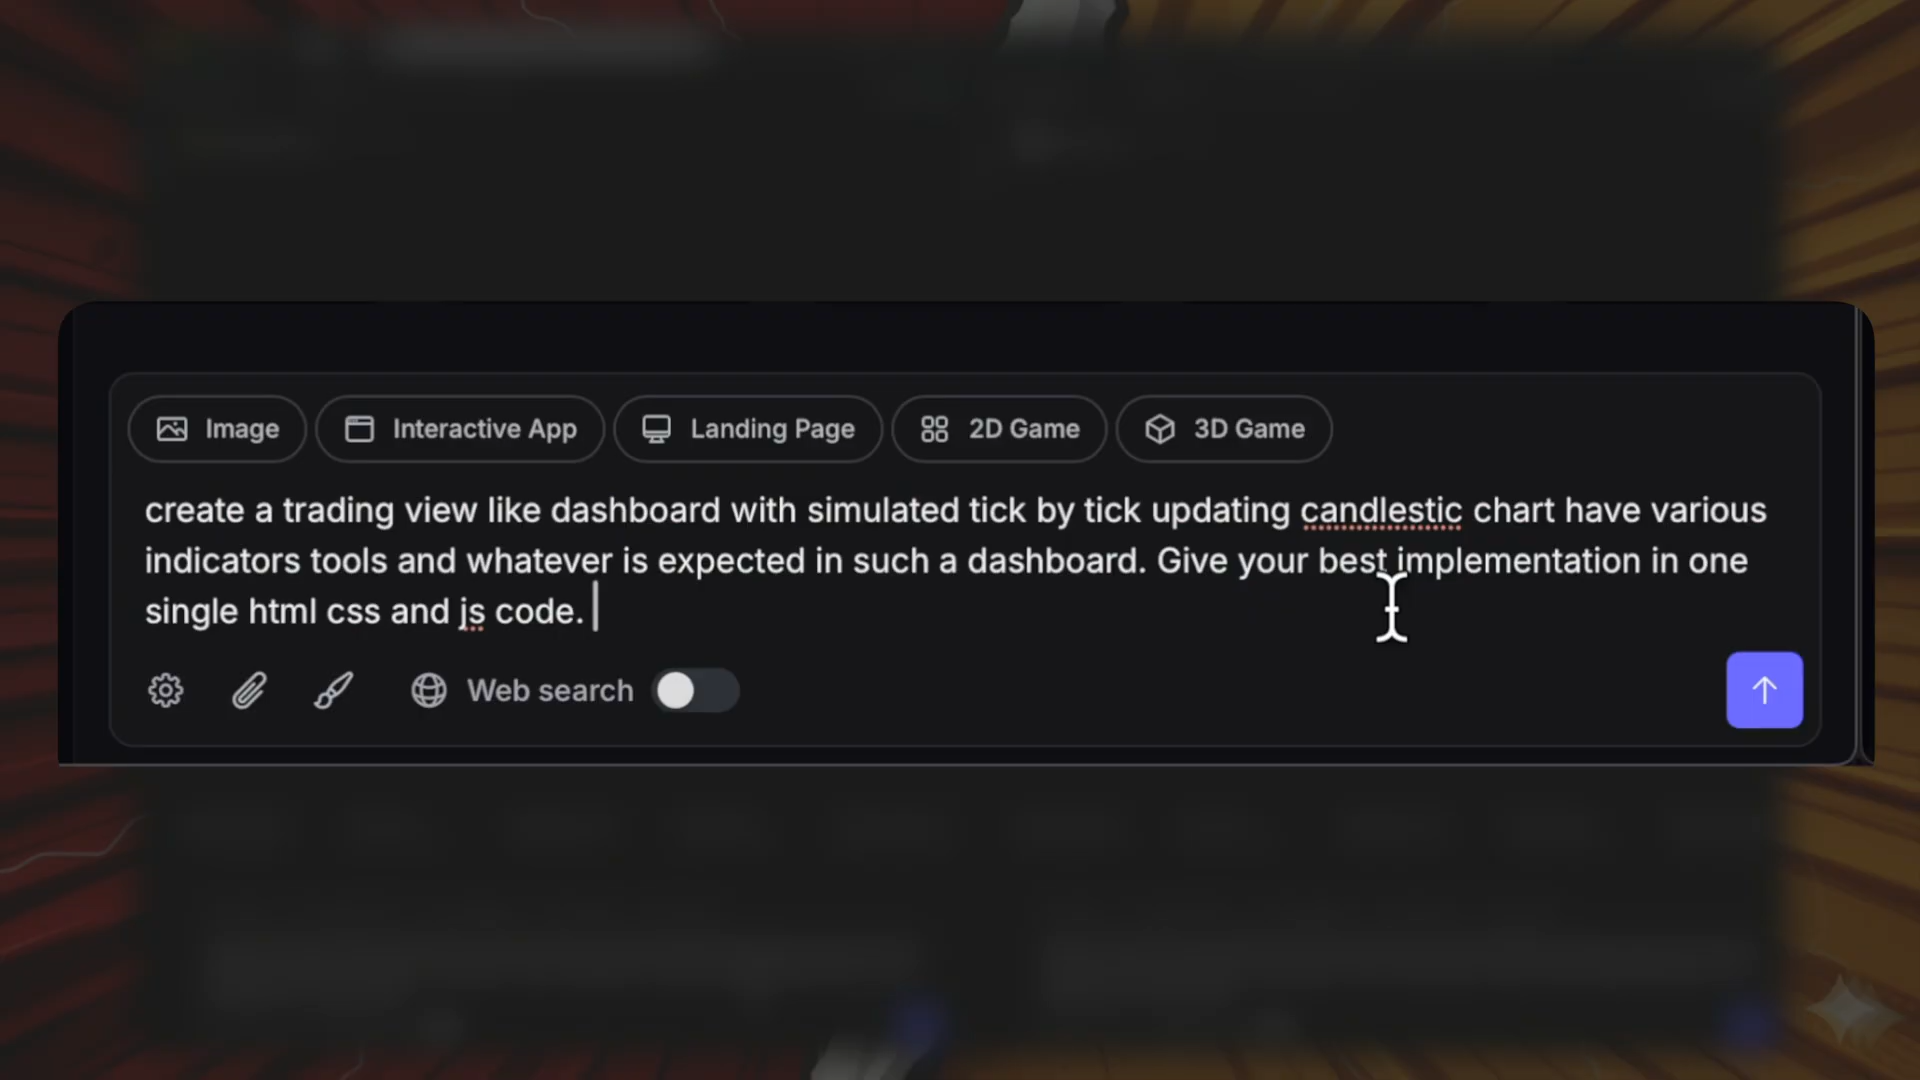 Image Interactive App Landing Page 2D Game 3D Game
create a trading view like dashboard with simulated tick by tick updating candlestic chart have various
indicators tools and whatever is expected in such a dashboard. Give your best implementation in one
single html css and js code.
Web search